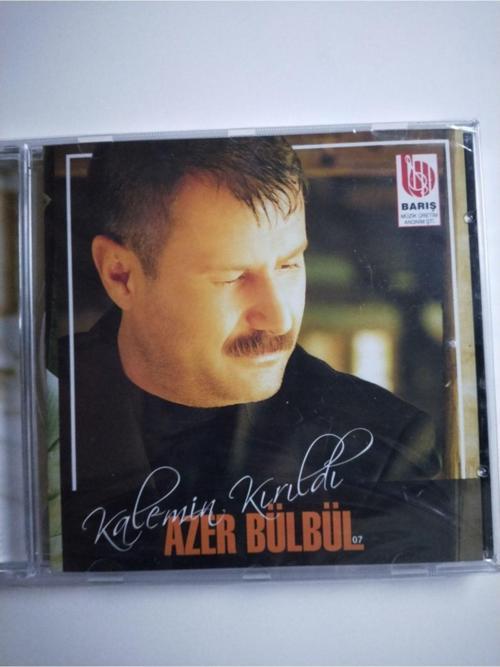 BARIŞ
MÜZİK ÜRETİM
ANONİM ŞTİ.
Kalemin Kırıldı
AZER BÜLBÜL
07